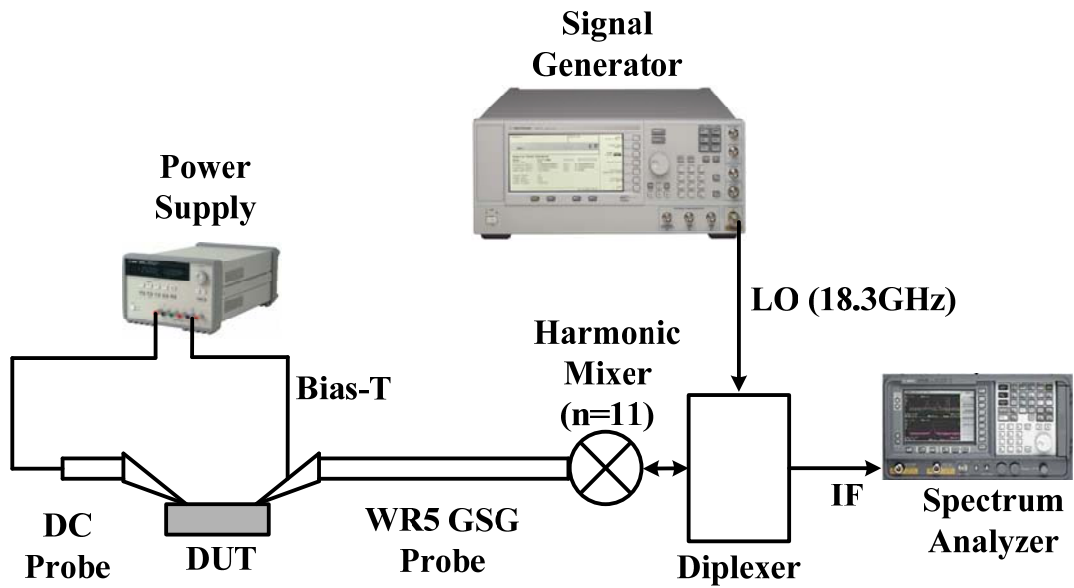 Signal
Generator
Power
Supply
LO (18.3GHz)
Harmonic
Mixer
(n=11)
Bias-T
IF
Spectrum
Analyzer
WR5 GSG
Probe
DC
Probe
DUT
Diplexer